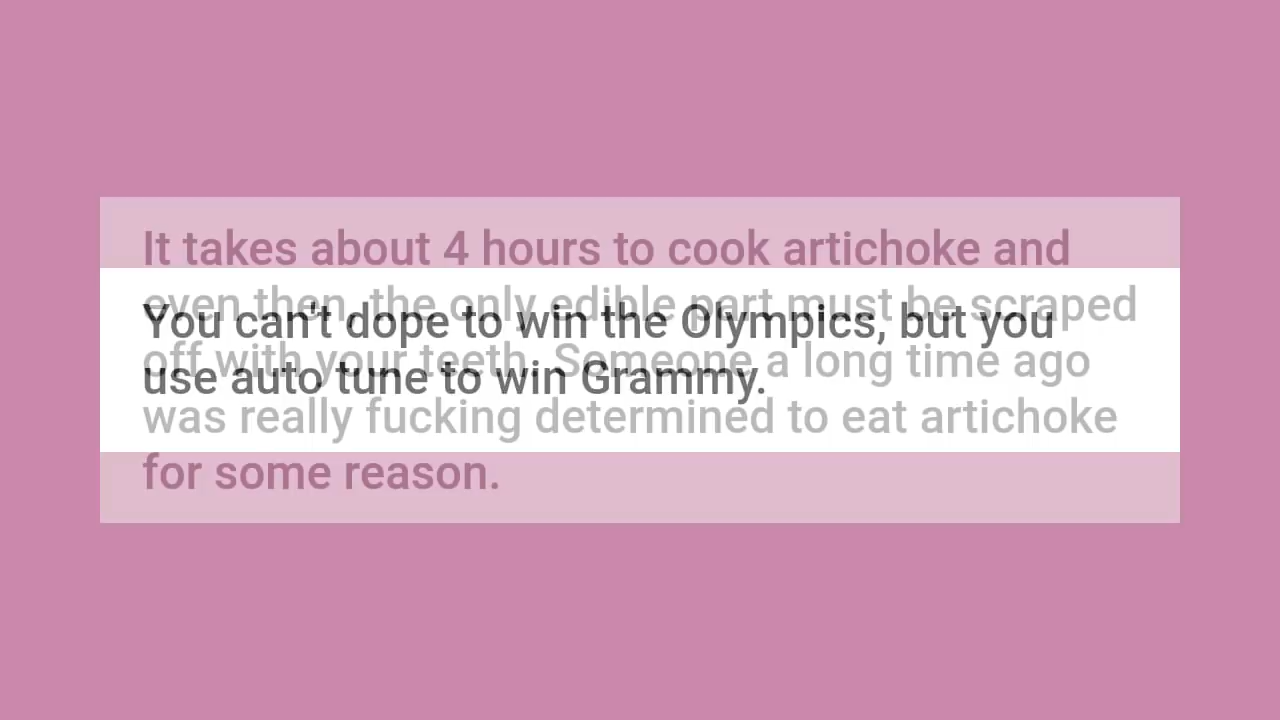 It takes about 4 hours to cook artichoke and
even then, the only edible part must be scraped
off with your teeth. Someone a long time ago
was really fucking determined to eat artichoke
for some reason.
You can't dope to win the Olympics, but you
use auto tune to win Grammy.